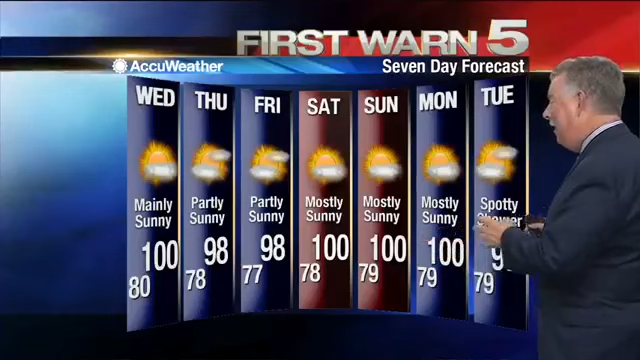 FIRST WARN 5
AccuWeather
Seven Day Forecast
WED THU FRI SAT SUN MON TUE
Mainly Sunny
Partly Sunny
Partly Sunny
Mostly Sunny
Mostly Sunny
Mostly Sunny
Spotty Shower
100 98 98 100 100 100
80 78 77 78 79 79 79